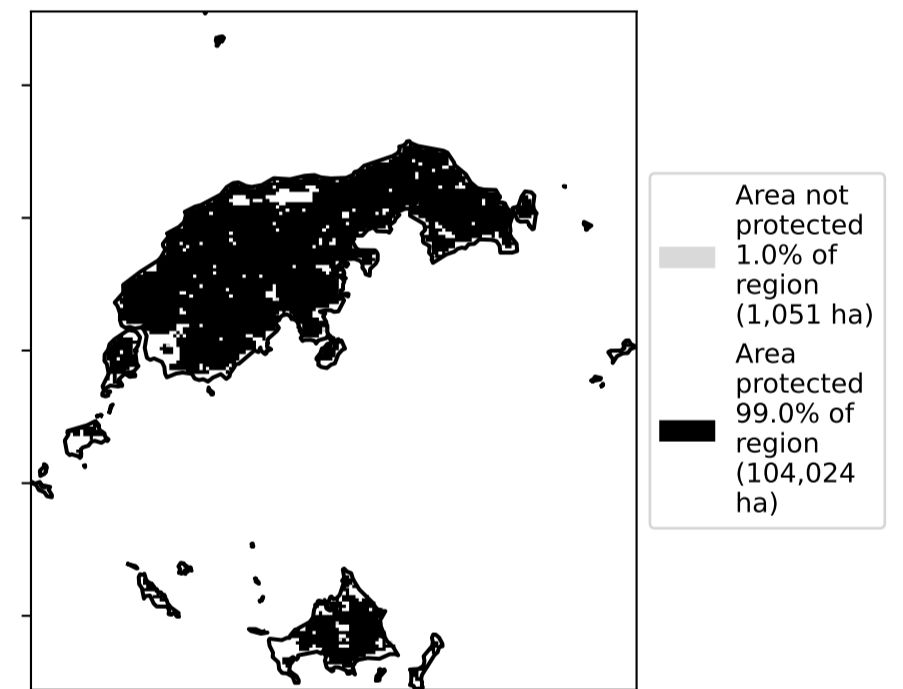 Area not
protected
1.0% of
region
(1,051 ha)
Area
protected
99.0% of
region
(104,024
ha)